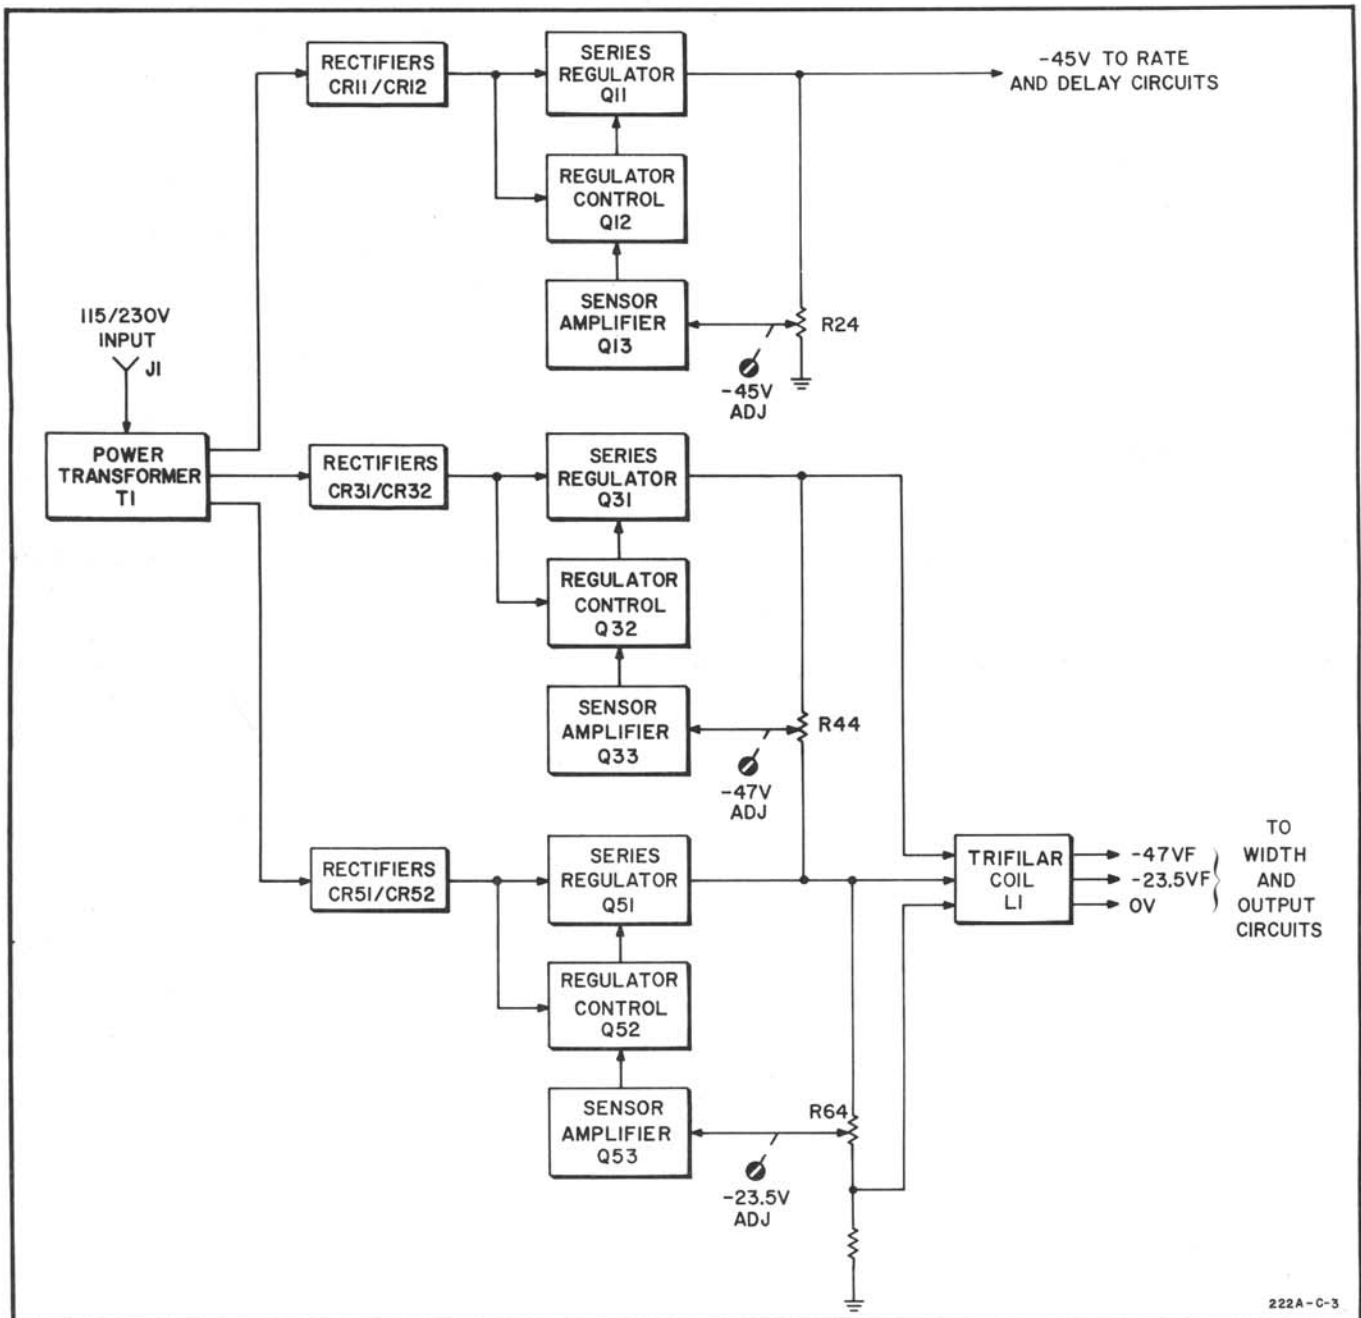 RECTIFIERS
CR11/CR12
SERIES
REGULATOR
Q11
-45V TO RATE
AND DELAY CIRCUITS
REGULATOR
CONTROL
Q12
SENSOR
AMPLIFIER
Q13
R24
-45V
ADJ
115/230V
INPUT
J1
POWER
TRANSFORMER
T1
RECTIFIERS
CR31/CR32
SERIES
REGULATOR
Q31
REGULATOR
CONTROL
Q32
SENSOR
AMPLIFIER
Q33
R44
-47V
ADJ
RECTIFIERS
CR51/CR52
SERIES
REGULATOR
Q51
TRIFILAR
COIL
L1
-47VF
-23.5VF
0V
TO
WIDTH
AND
OUTPUT
CIRCUITS
REGULATOR
CONTROL
Q52
SENSOR
AMPLIFIER
Q53
R64
-23.5V
ADJ
222A-C-3